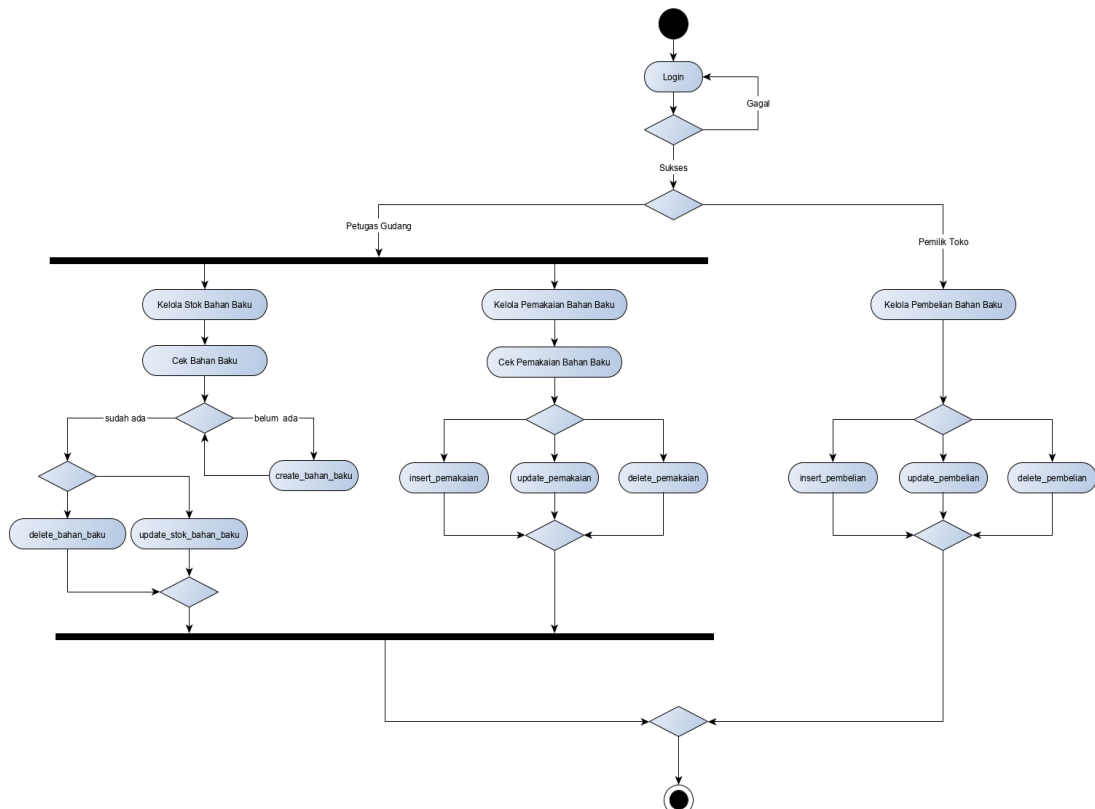 Login
Gagal
Sukses
Petugas Gudang
Pemilik Toko
Kelola Stok Bahan Baku
Kelola Pemakaian Bahan Baku
Kelola Pembelian Bahan Baku
Cek Bahan Baku
Cek Pemakaian Bahan Baku
sudah ada
belum ada
create_bahan_baku
insert_pemakaian
update_pemakaian
delete_pemakaian
insert_pembelian
update_pembelian
delete_pembelian
delete_bahan_baku
update_stok_bahan_baku